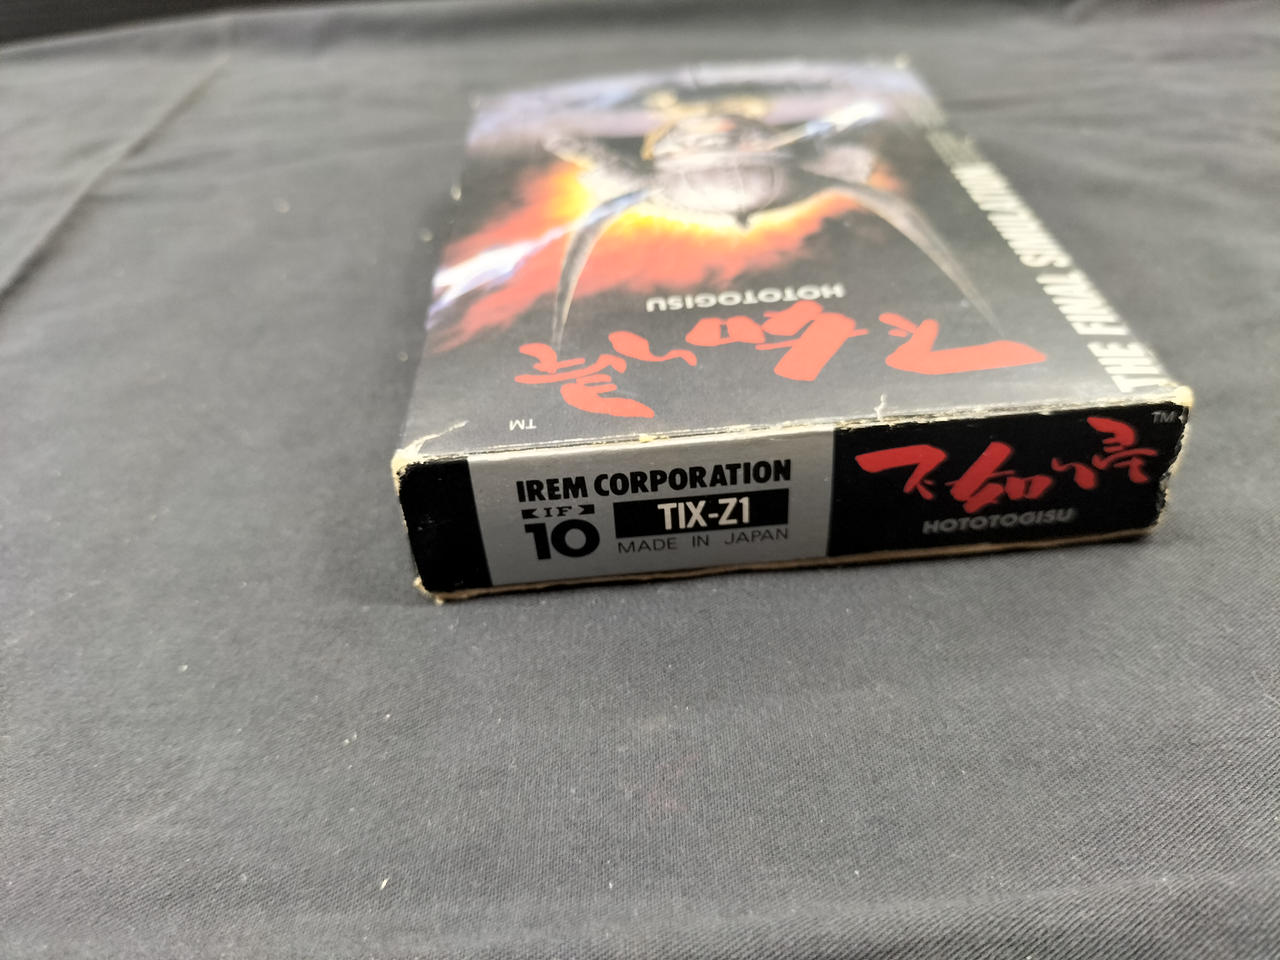 THE FINAL SIMULATION
HOTOTOGISU
不如帰
TM
IREM CORPORATION
IF
10
TIX-Z1
MADE IN JAPAN
不如帰
TM
HOTOTOGISU